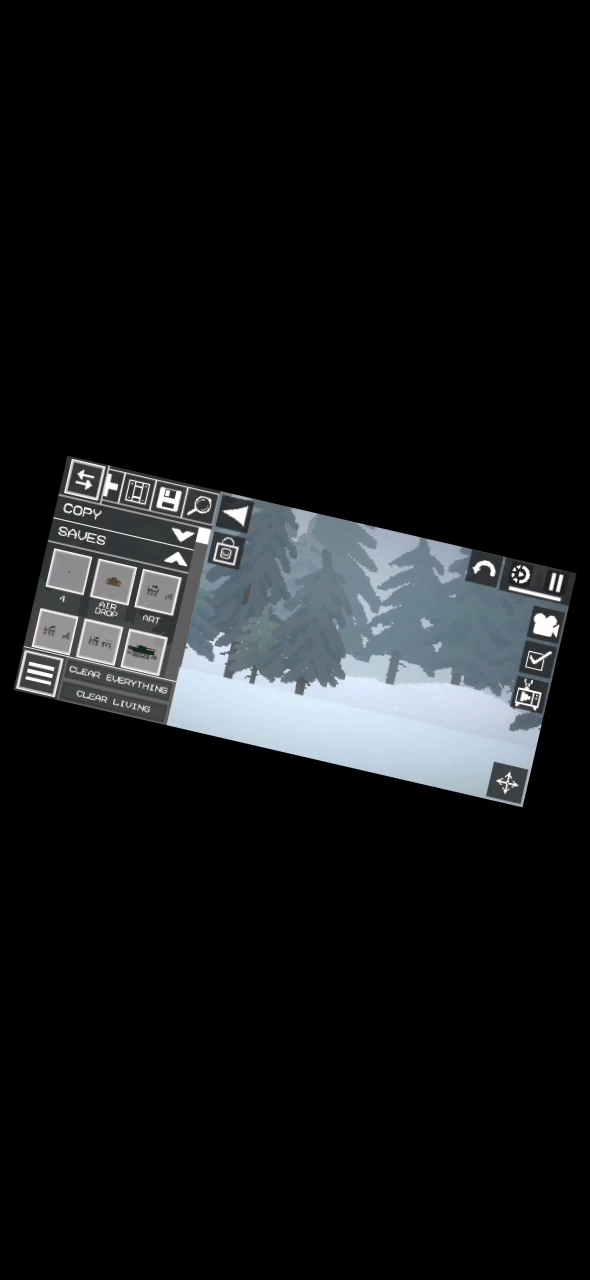 COPY
SAVES
4
AIR
DROP
ART
CLEAR EVERYTHING
CLEAR LIVING